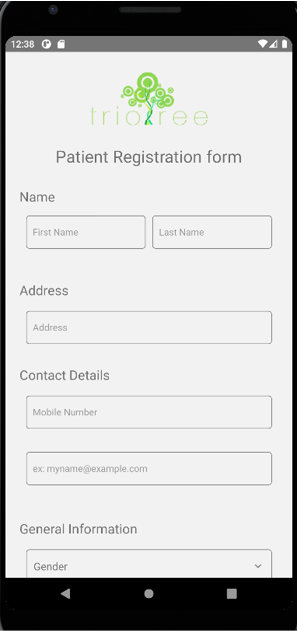 12:38
triotree
Patient Registration form
Name
First Name Last Name
Address
Address
Contact Details
Mobile Number
ex: myname@example.com
General Information
Gender